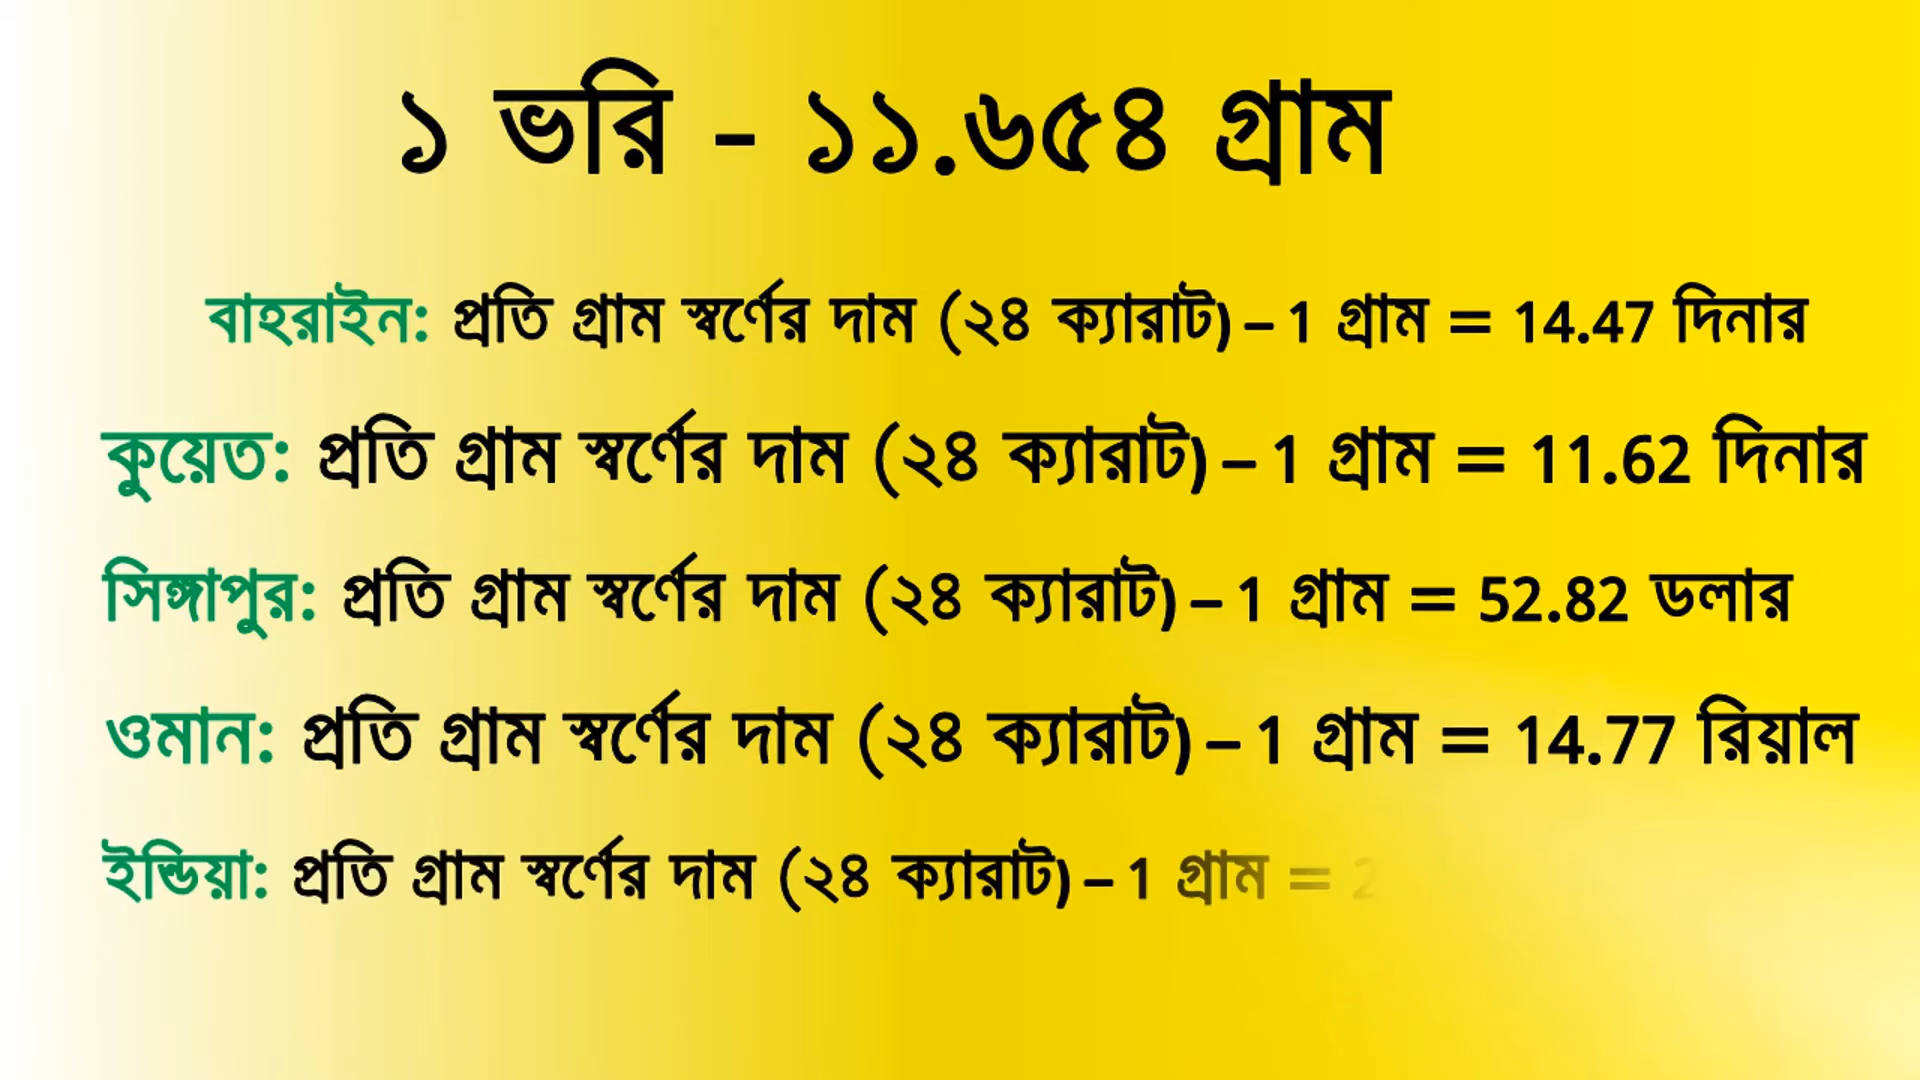 ১ ভরি - ১১.৬৫৪ গ্রাম
বাহরাইন: প্রতি গ্রাম স্বর্ণের দাম (২৪ ক্যারাট) – 1 গ্রাম = 14.47 দিনার
কুয়েত: প্রতি গ্রাম স্বর্ণের দাম (২৪ ক্যারাট) – 1 গ্রাম = 11.62 দিনার
সিঙ্গাপুর: প্রতি গ্রাম স্বর্ণের দাম (২৪ ক্যারাট) – 1 গ্রাম = 52.82 ডলার
ওমান: প্রতি গ্রাম স্বর্ণের দাম (২৪ ক্যারাট) – 1 গ্রাম = 14.77 রিয়াল
ইন্ডিয়া: প্রতি গ্রাম স্বর্ণের দাম (২৪ ক্যারাট) – 1 গ্রাম =